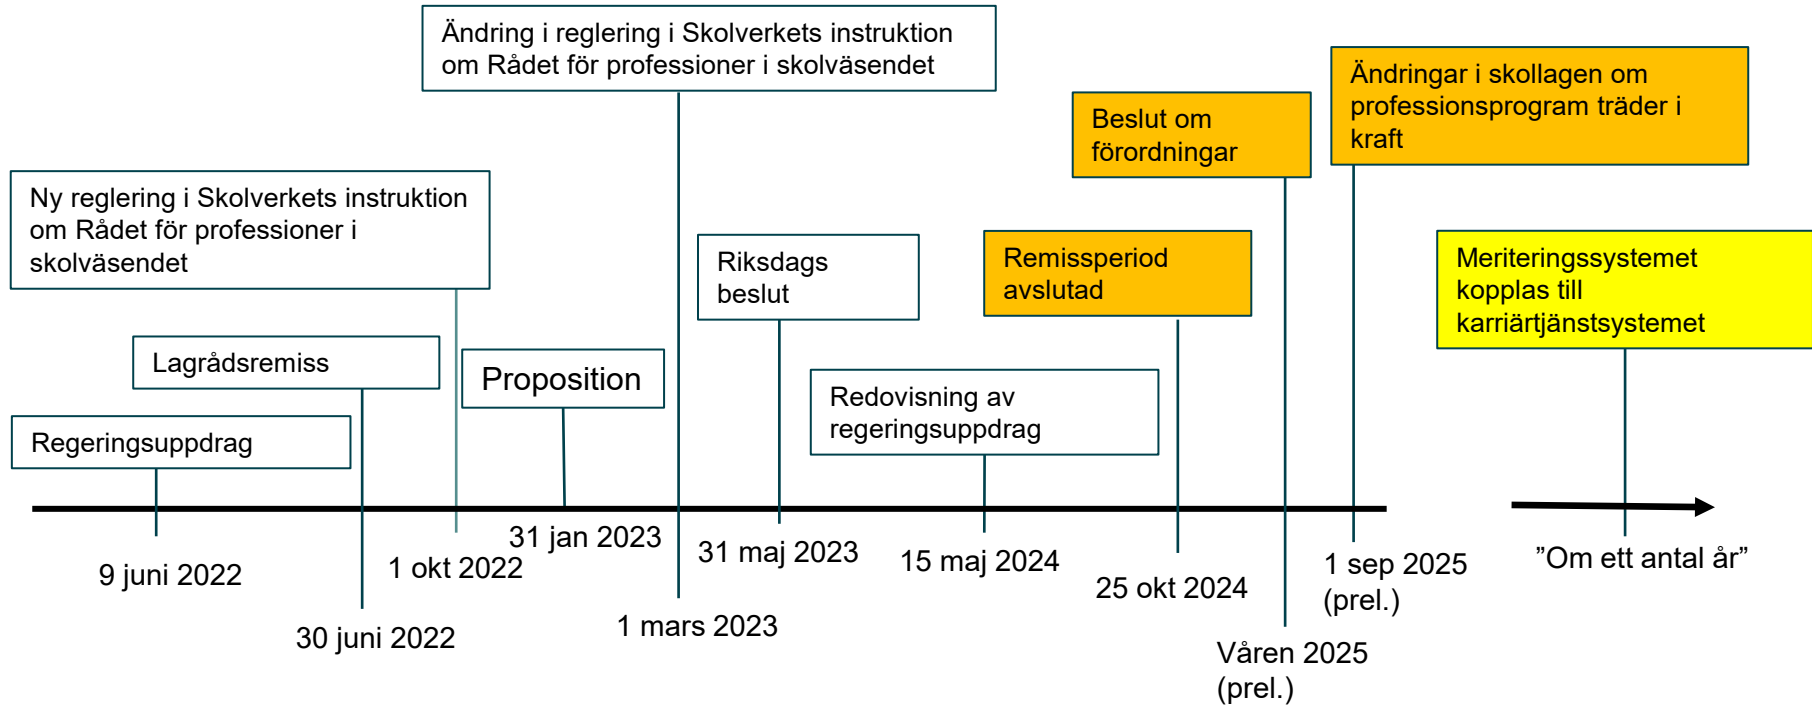 Ändring i reglering i Skolverkets instruktion
om Rådet för professioner i skolväsendet
Ändringar i skollagen om
professionsprogram träder i
kraft
Beslut om
förordningar
Ny reglering i Skolverkets instruktion
om Rådet för professioner i
skolväsendet
Riksdags
beslut
Remissperiod
avslutad
Meriteringssystemet
kopplas till
karriärtjänstsystemet
Lagrådsremiss
Proposition
Redovisning av
regeringsuppdrag
Regeringsuppdrag
9 juni 2022
30 juni 2022
1 okt 2022
31 jan 2023
1 mars 2023
31 maj 2023
15 maj 2024
25 okt 2024
Våren 2025
(prel.)
1 sep 2025
(prel.)
”Om ett antal år”